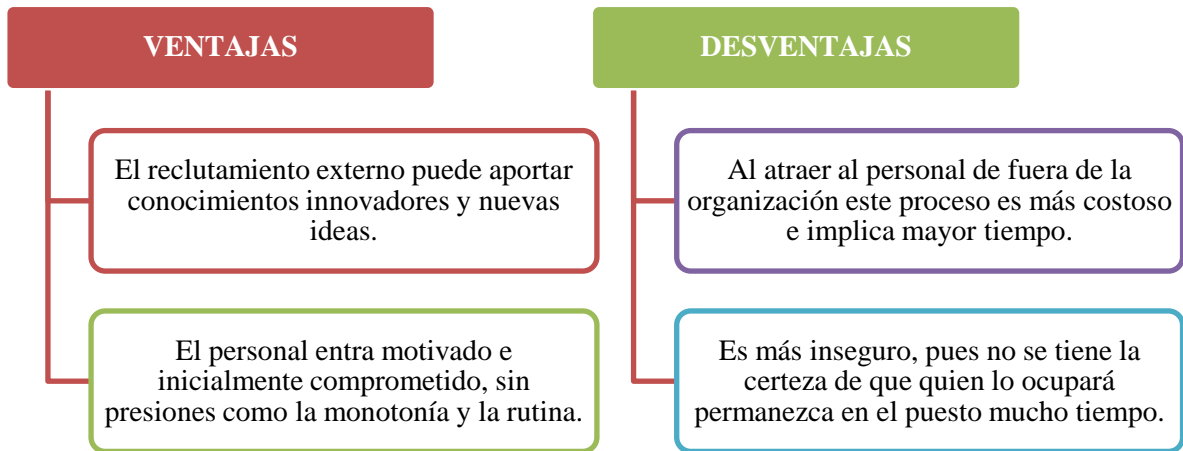 VENTAJAS
El reclutamiento externo puede aportar
conocimientos innovadores y nuevas
ideas.
El personal entra motivado e
inicialmente comprometido, sin
presiones como la monotonía y la rutina.
DESVENTAJAS
Al atraer al personal de fuera de la
organización este proceso es más costoso
e implica mayor tiempo.
Es más inseguro, pues no se tiene la
certeza de que quien lo ocupará
permanezca en el puesto mucho tiempo.